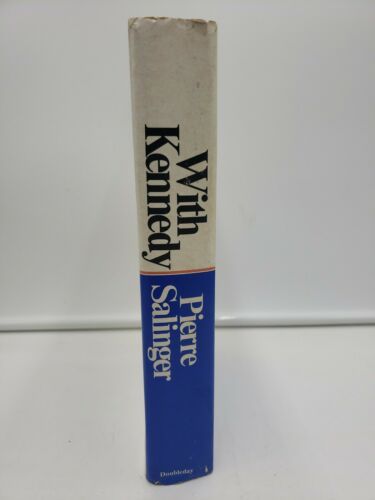 With
Kennedy
Pierre
Salinger
Doubleday